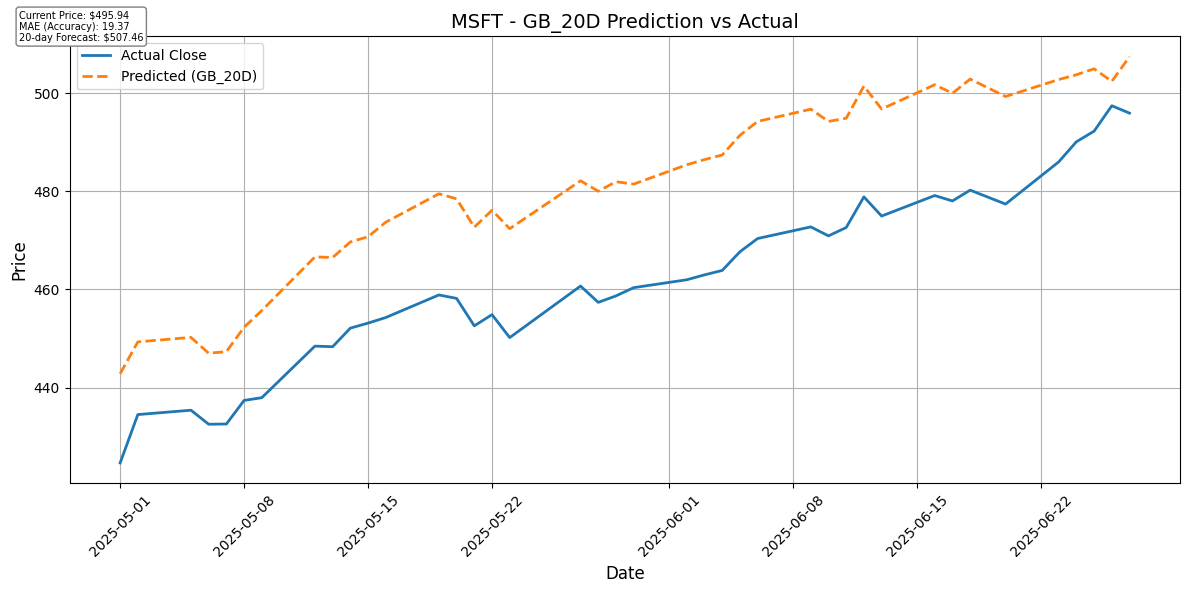 MSFT - GB_20D Prediction vs Actual
Current Price: $495.94
MAE (Accuracy): 19.37
20-day Forecast: $507.46
Actual Close
Predicted (GB_20D)
Price
500
480
460
440
2025-05-01
2025-05-08
2025-05-15
2025-05-22
2025-06-01
2025-06-08
2025-06-15
2025-06-22
Date